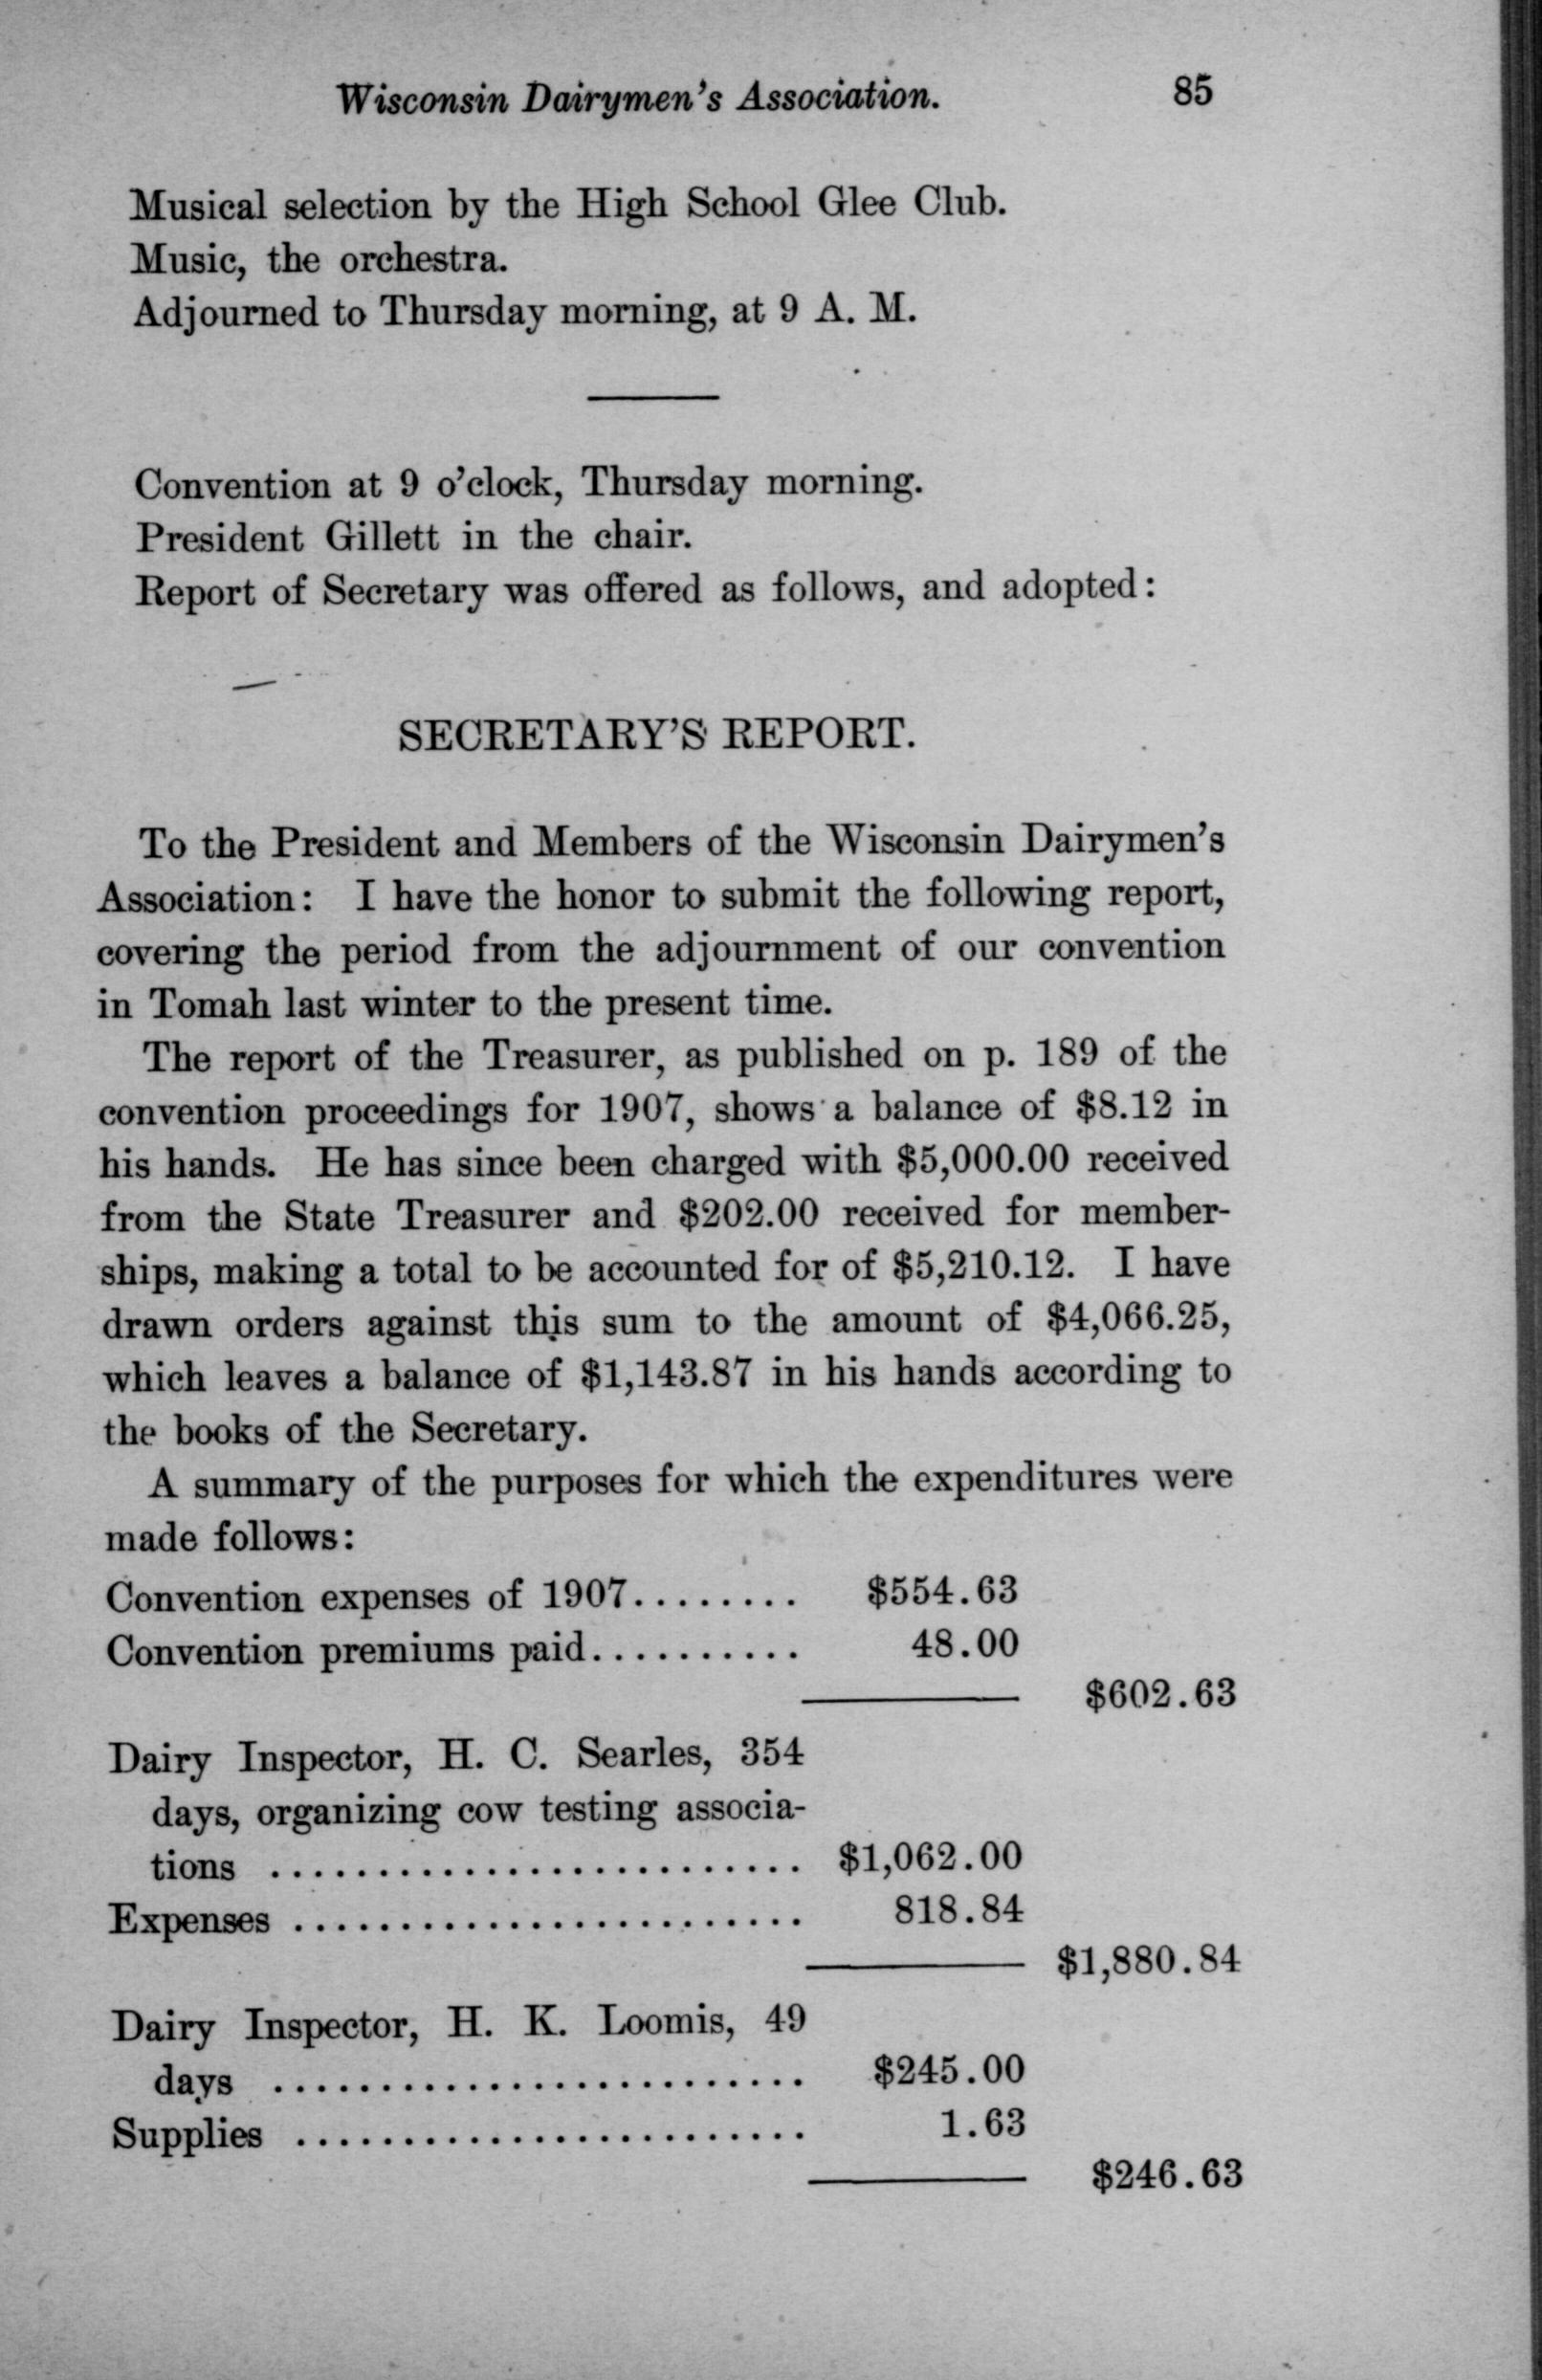 Wisconsin Dairymen's Association. 85
Musical selection by the High School Glee Club.
Music, the orchestra.
Adjourned to Thursday morning, at 9 A. M.
Convention at 9 o'clock, Thursday morning.
President Gillett in the chair.
Report of Secretary was offered as follows, and adopted:
SECRETARY'S REPORT.
To the President and Members of the Wisconsin Dairymen's
Association: I have the honor to submit the following report,
covering the period from the adjournment of our convention
in Tomah last winter to the present time.
The report of the Treasurer, as published on p. 189 of the
convention proceedings for 1907, shows a balance of $8.12 in
his hands. He has since been charged with $5,000.00 received
from the State Treasurer and $202.00 received for member-
ships, making a total to be accounted for of $5,210.12. I have
drawn orders against this sum to the amount of $4,066.25,
which leaves a balance of $1,143.87 in his hands according to
the books of the Secretary.
A summary of the purposes for which the expenditures were
made follows:
Convention expenses of 1907......... $554.63
Convention premiums paid........... 48.00
$602.63
Dairy Inspector, H. C. Searles, 354
days, organizing cow testing associa-
tions .............................. $1,062.00
Expenses ............................. 818.84
$1,880.84
Dairy Inspector, H. K. Loomis, 49
days .............................. $245.00
Supplies ............................. 1.63
$246.63